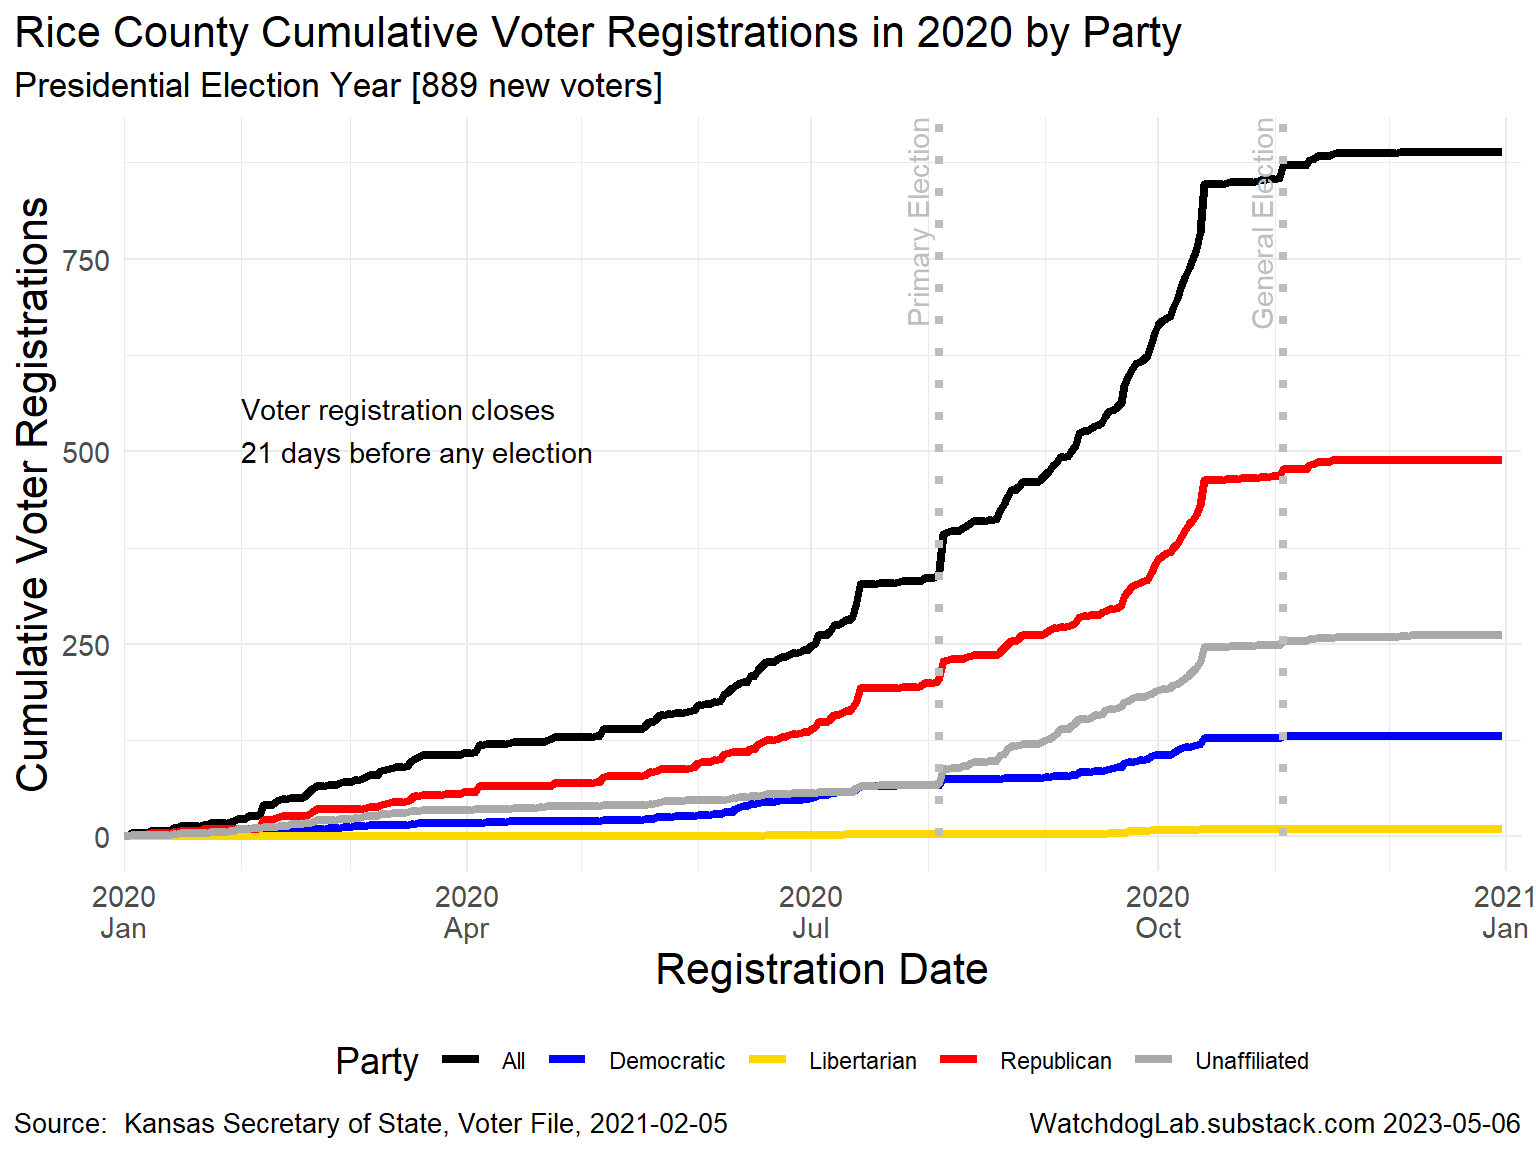 Rice County Cumulative Voter Registrations in 2020 by Party
Presidential Election Year [889 new voters]
Cumulative Voter Registrations
750
500
250
0
Voter registration closes
21 days before any election
Primary Election
General Election
2020
Jan
2020
Apr
2020
Jul
2020
Oct
2021
Jan
Registration Date
Party All Democratic Libertarian Republican Unaffiliated
Source:  Kansas Secretary of State, Voter File, 2021-02-05
WatchdogLab.substack.com 2023-05-06